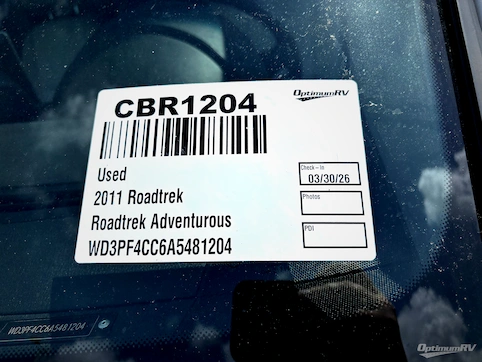 CBR1204
OptimumRV
Used
2011 Roadtrek
Roadtrek Adventurous
WD3PF4CC6A5481204
Check-In
03/30/26
Photos
PDI
WD3PF4CC6A5481204
OptimumRV